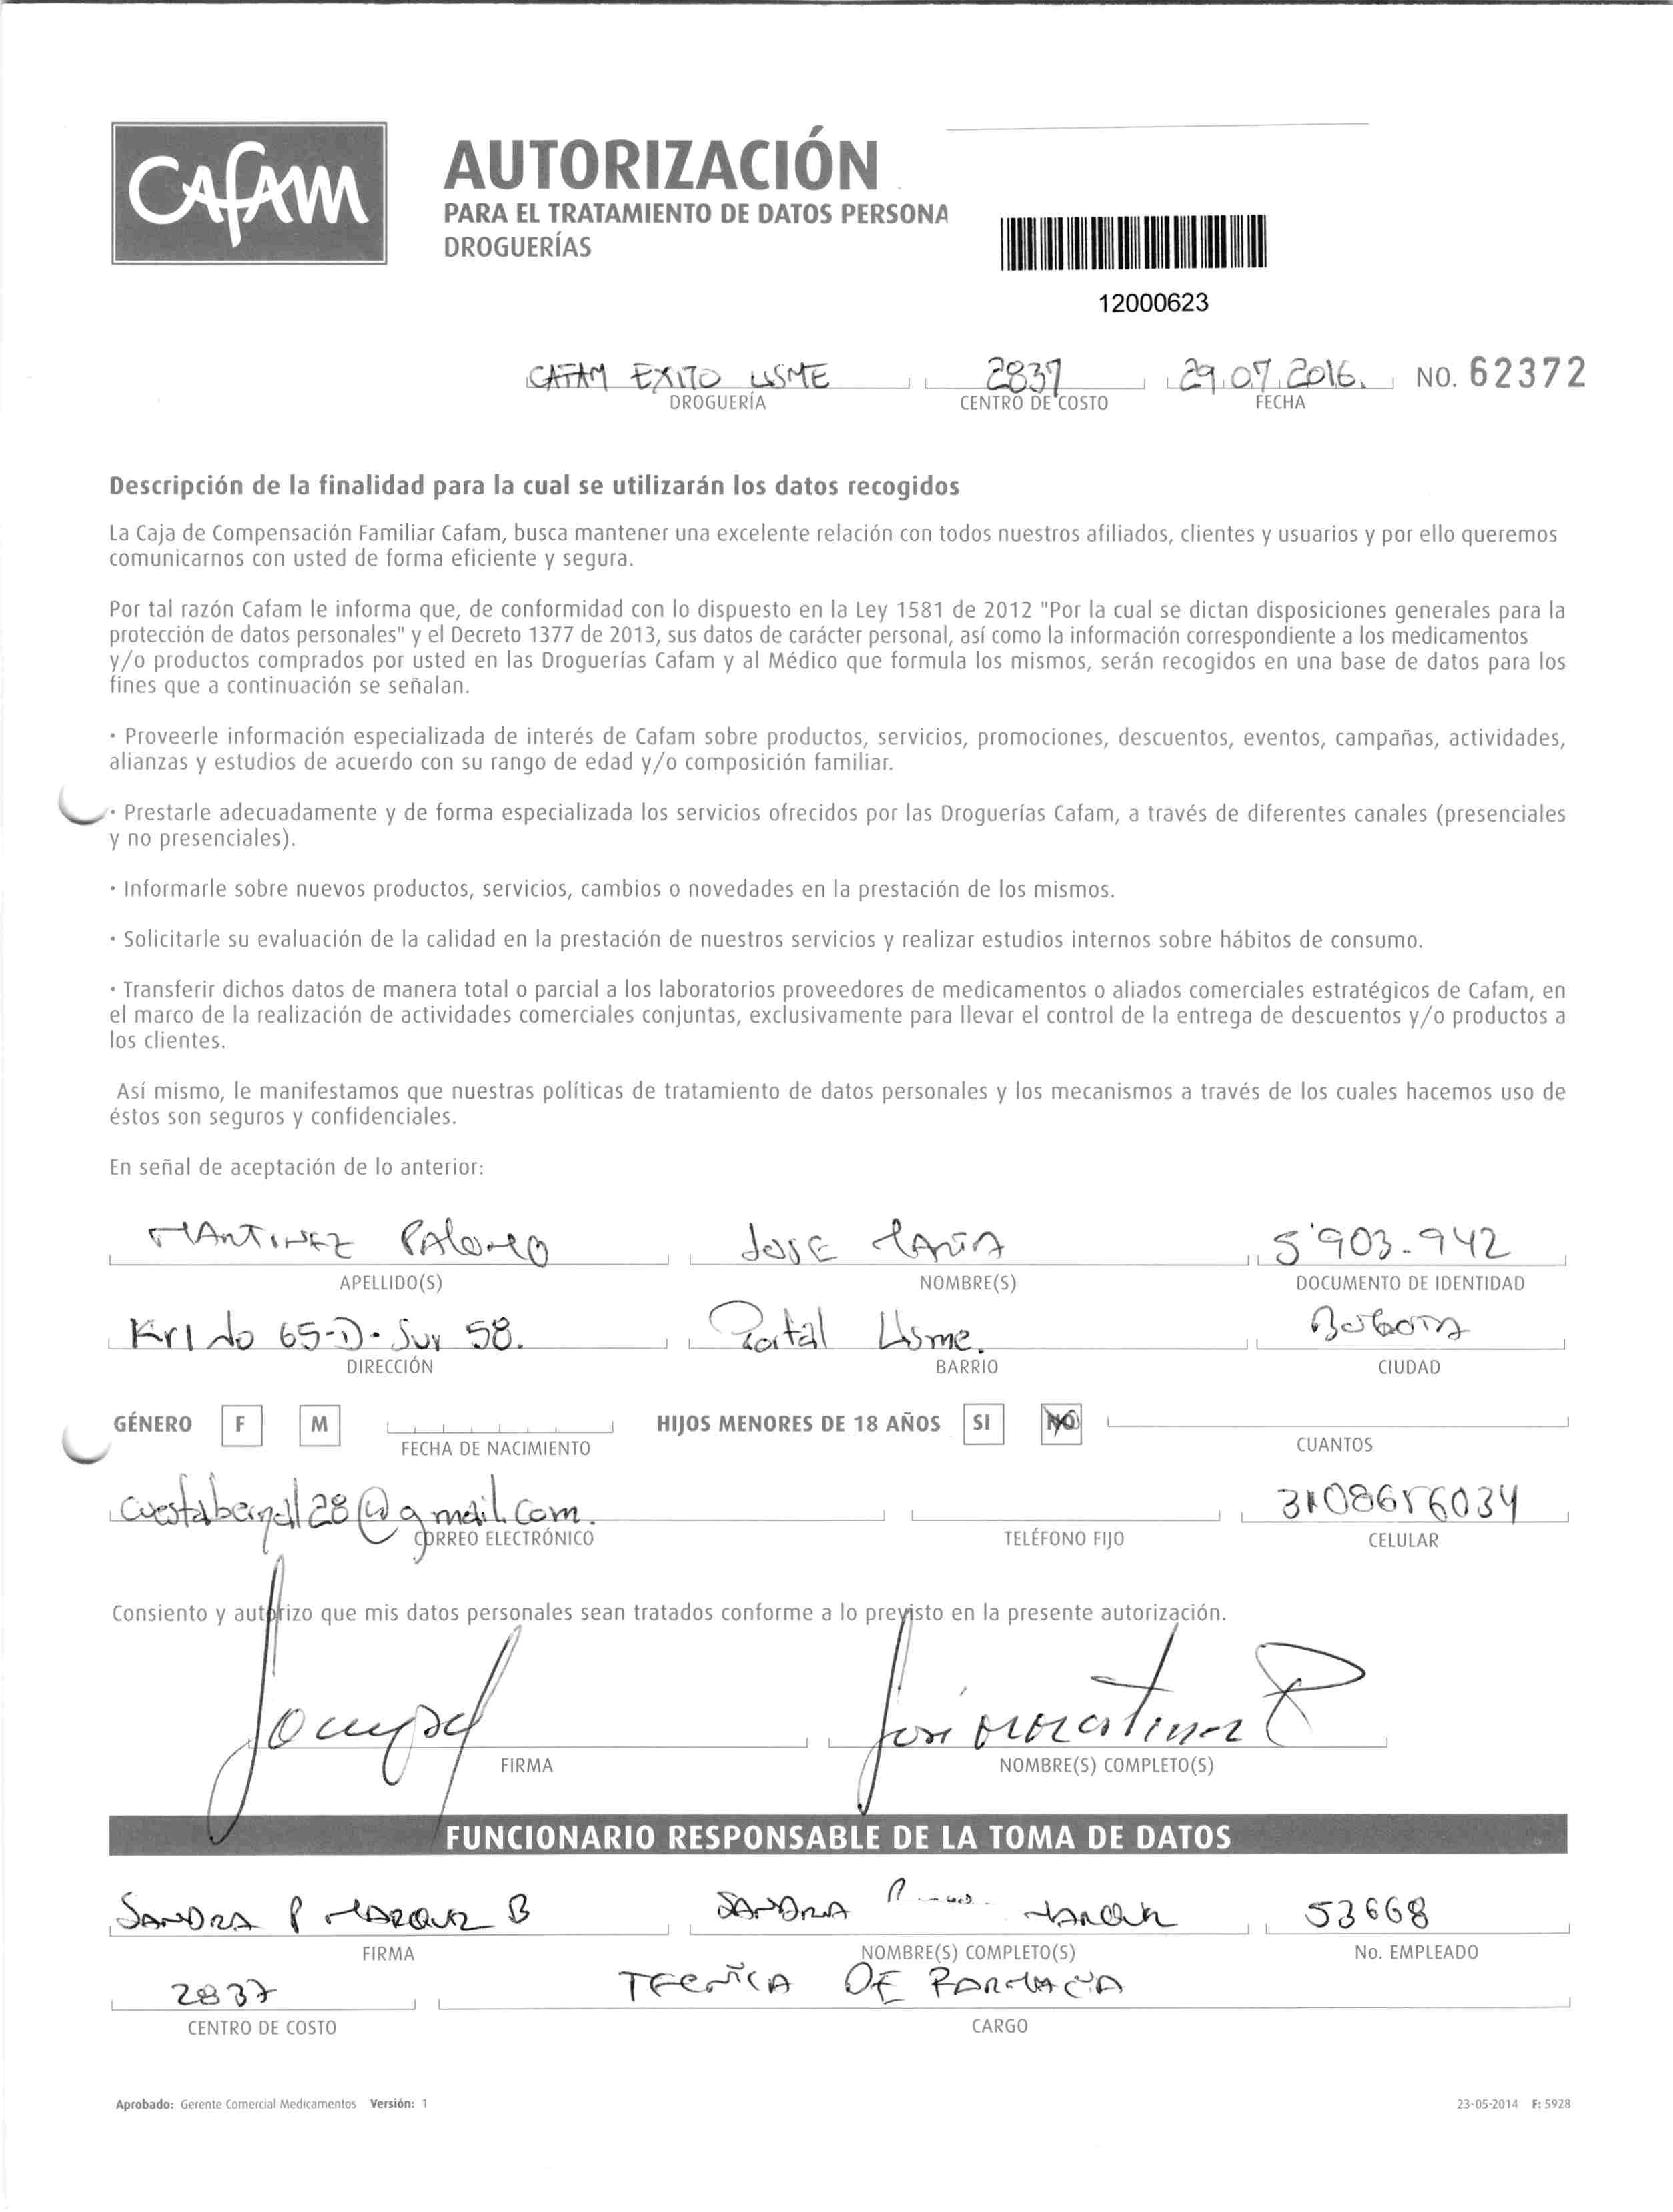 CAFAM
AUTORIZACIÓN
PARA EL TRATAMIENTO DE DATOS PERSONA
DROGUERÍAS
12000623
CAFAM EXITO USME 2837 29.07.2016. NO. 62372
DROGUERÍA CENTRO DE COSTO FECHA
Descripción de la finalidad para la cual se utilizarán los datos recogidos
La Caja de Compensación Familiar Cafam, busca mantener una excelente relación con todos nuestros afiliados, clientes y usuarios y por ello queremos
comunicarnos con usted de forma eficiente y segura.
Por tal razón Cafam le informa que, de conformidad con lo dispuesto en la Ley 1581 de 2012 "Por la cual se dictan disposiciones generales para la
protección de datos personales" y el Decreto 1377 de 2013, sus datos de carácter personal, así como la información correspondiente a los medicamentos
y/o productos comprados por usted en las Droguerías Cafam y al Médico que formula los mismos, serán recogidos en una base de datos para los
fines que a continuación se señalan.
· Proveerle información especializada de interés de Cafam sobre productos, servicios, promociones, descuentos, eventos, campañas, actividades,
alianzas y estudios de acuerdo con su rango de edad y/o composición familiar.
· Prestarle adecuadamente y de forma especializada los servicios ofrecidos por las Droguerías Cafam, a través de diferentes canales (presenciales
y no presenciales).
· Informarle sobre nuevos productos, servicios, cambios o novedades en la prestación de los mismos.
· Solicitarle su evaluación de la calidad en la prestación de nuestros servicios y realizar estudios internos sobre hábitos de consumo.
· Transferir dichos datos de manera total o parcial a los laboratorios proveedores de medicamentos o aliados comerciales estratégicos de Cafam, en
el marco de la realización de actividades comerciales conjuntas, exclusivamente para llevar el control de la entrega de descuentos y/o productos a
los clientes.
Así mismo, le manifestamos que nuestras políticas de tratamiento de datos personales y los mecanismos a través de los cuales hacemos uso de
éstos son seguros y confidenciales.
En señal de aceptación de lo anterior:
MARTINEZ PALOMO JOSE MARIA 5'903.942
APELLIDO(S) NOMBRE(S) DOCUMENTO DE IDENTIDAD
Kr1 No 65-D. Sur 58. Portal Usme. Bogota
DIRECCIÓN BARRIO CIUDAD
GÉNERO F M HIJOS MENORES DE 18 AÑOS SI NO
FECHA DE NACIMIENTO CUANTOS
@gmail.com.
CORREO ELECTRÓNICO TELÉFONO FIJO CELULAR
Consiento y autorizo que mis datos personales sean tratados conforme a lo previsto en la presente autorización.
Jose Martinez P
FIRMA NOMBRE(S) COMPLETO(S)
FUNCIONARIO RESPONSABLE DE LA TOMA DE DATOS
SANDRA P MARQUEZ B SANDRA 53668
FIRMA NOMBRE(S) COMPLETO(S) No. EMPLEADO
2837 TECNICA DE FARMACIA
CENTRO DE COSTO CARGO
Aprobado: Gerente Comercial Medicamentos Versión: 1 23-05-2014 F: 5928